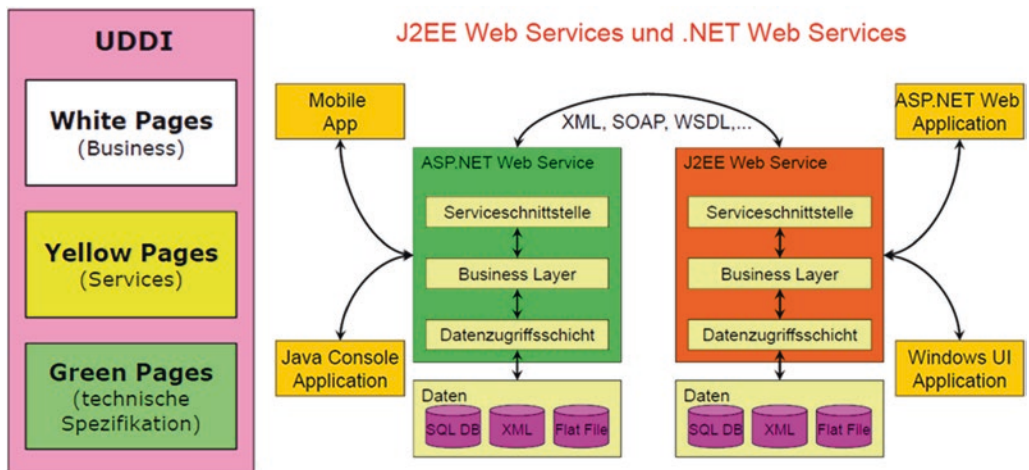 UDDI
White Pages
(Business)
Yellow Pages
(Services)
Green Pages
(technische
Spezifikation)
J2EE Web Services und .NET Web Services
Mobile
App
XML, SOAP, WSDL,...
ASP.NET Web
Application
ASP.NET Web Service
Serviceschnittstelle
Business Layer
Datenzugriffsschicht
J2EE Web Service
Serviceschnittstelle
Business Layer
Datenzugriffsschicht
Java Console
Application
Windows UI
Application
Daten
SQL DB
XML
Flat File
Daten
SQL DB
XML
Flat File